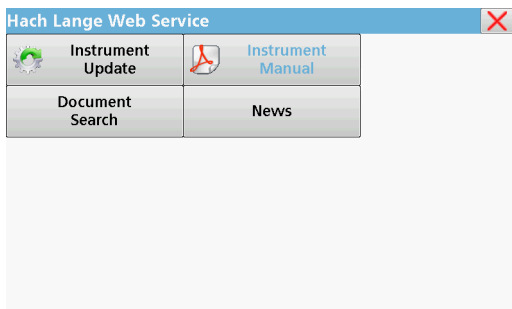 Hach Lange Web Service
Instrument
Update
Instrument
Manual
Document
Search
News